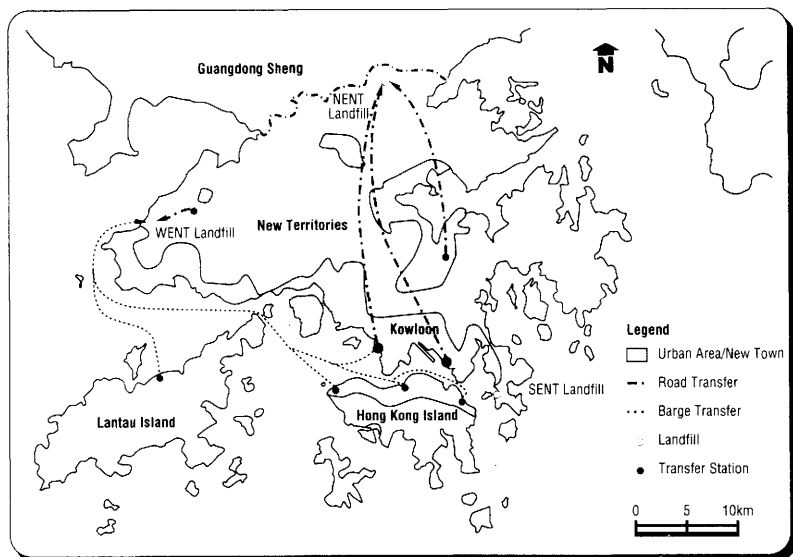 Guangdong Sheng
N
NENT
Landfill
New Territories
WENT Landfill
Kowloon
Legend
Urban Area/New Town
Road Transfer
SENT Landfill
Barge Transfer
Hong Kong Island
Lantau Island
Landfill
Transfer Station
0 5 10km